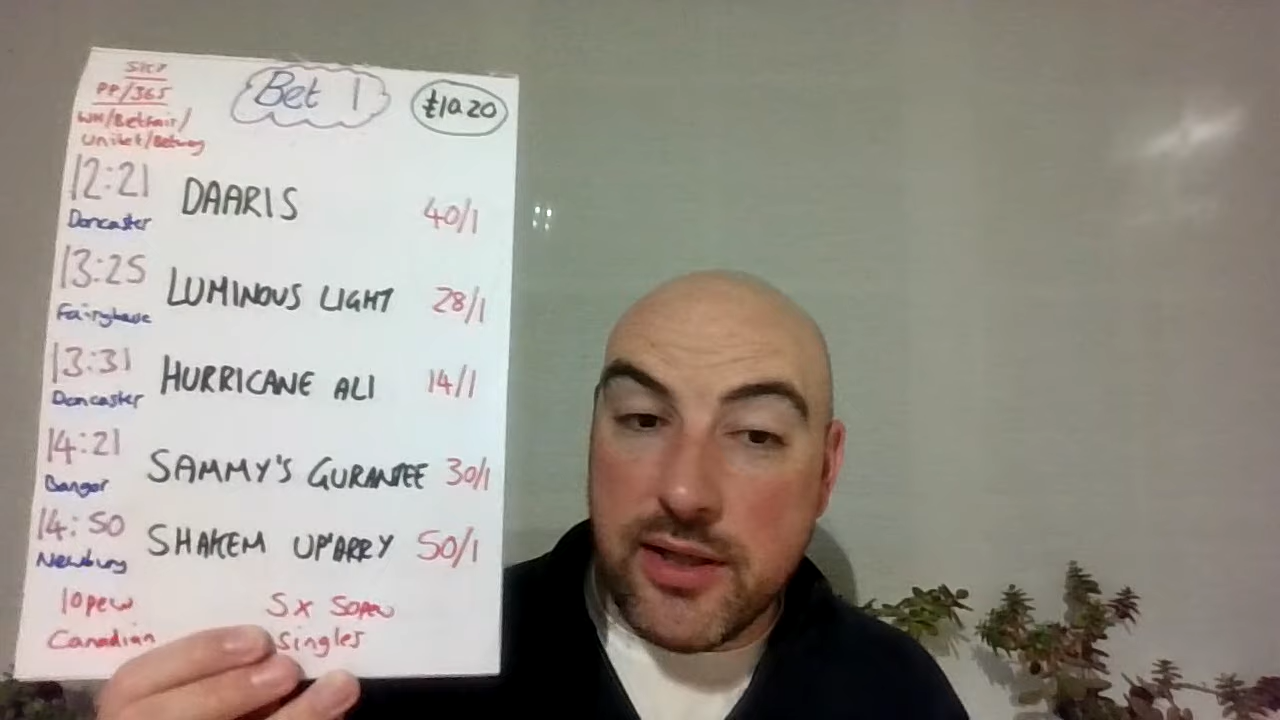 SKY
PP/365
WH/Betfair/
Unibet/Betway
Bet 1
£10.20
12:21 DAARIS 40/1
Doncaster
13:25 LUMINOUS LIGHT 28/1
Fairyhouse
13:31 HURRICANE ALI 14/1
Doncaster
14:21 SAMMY'S GURANTEE 30/1
Bangor
14:50 SHAKEM UP'ARRY 50/1
Newbury
10pew 5x 50pew
Canadian Singles